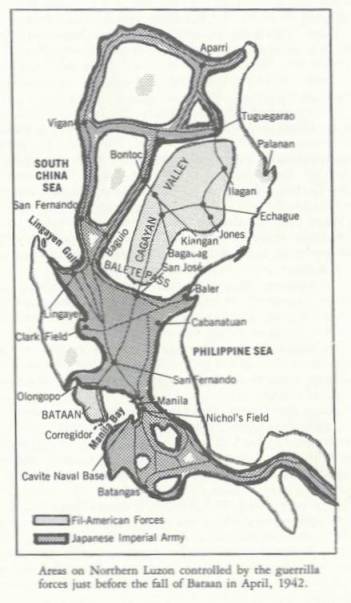 Aparri
Vigan
Tuguegarao
Bontoc
Palanan
VALLEY
SOUTH
CHINA
SEA
Ilagan
San Fernando
Echague
Lingayen Gulf
Baguio
CAGAYAN
Jones
Kiangan
Bagabag
San José
BALETE PASS
Baler
Lingayen
Cabanatuan
Clark Field
PHILIPPINE SEA
San Fernando
Olongopo
Manila
BATAAN
Nichol's Field
Corregidor
Manila Bay
Cavite Naval Base
Batangas
Fil-American Forces
Japanese Imperial Army
Areas on Northern Luzon controlled by the guerrilla
forces just before the fall of Bataan in April, 1942.